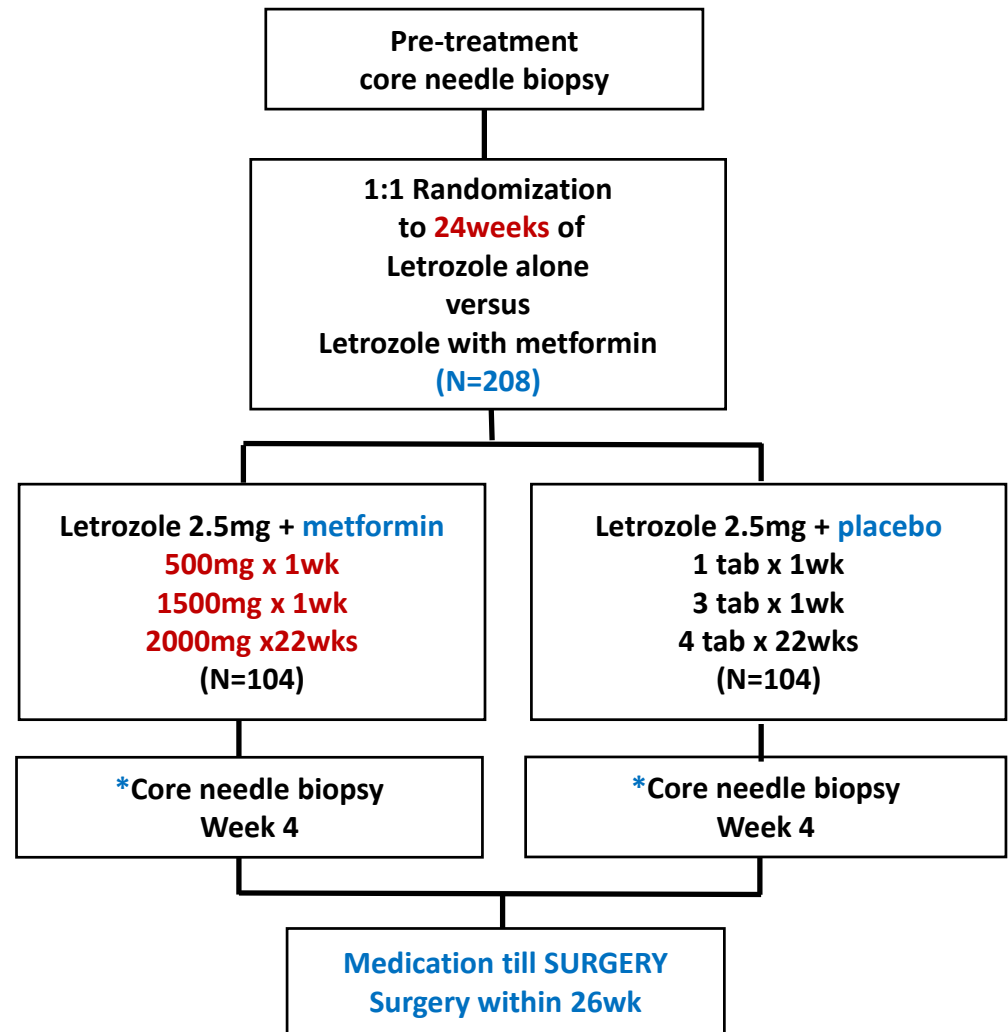 Pre-treatment
core needle biopsy
1:1 Randomization
to 24weeks of
Letrozole alone
versus
Letrozole with metformin
(N=208)
Letrozole 2.5mg + metformin
500mg x 1wk
1500mg x 1wk
2000mg x22wks
(N=104)
Letrozole 2.5mg + placebo
1 tab x 1wk
3 tab x 1wk
4 tab x 22wks
(N=104)
*Core needle biopsy
Week 4
*Core needle biopsy
Week 4
Medication till SURGERY
Surgery within 26wk